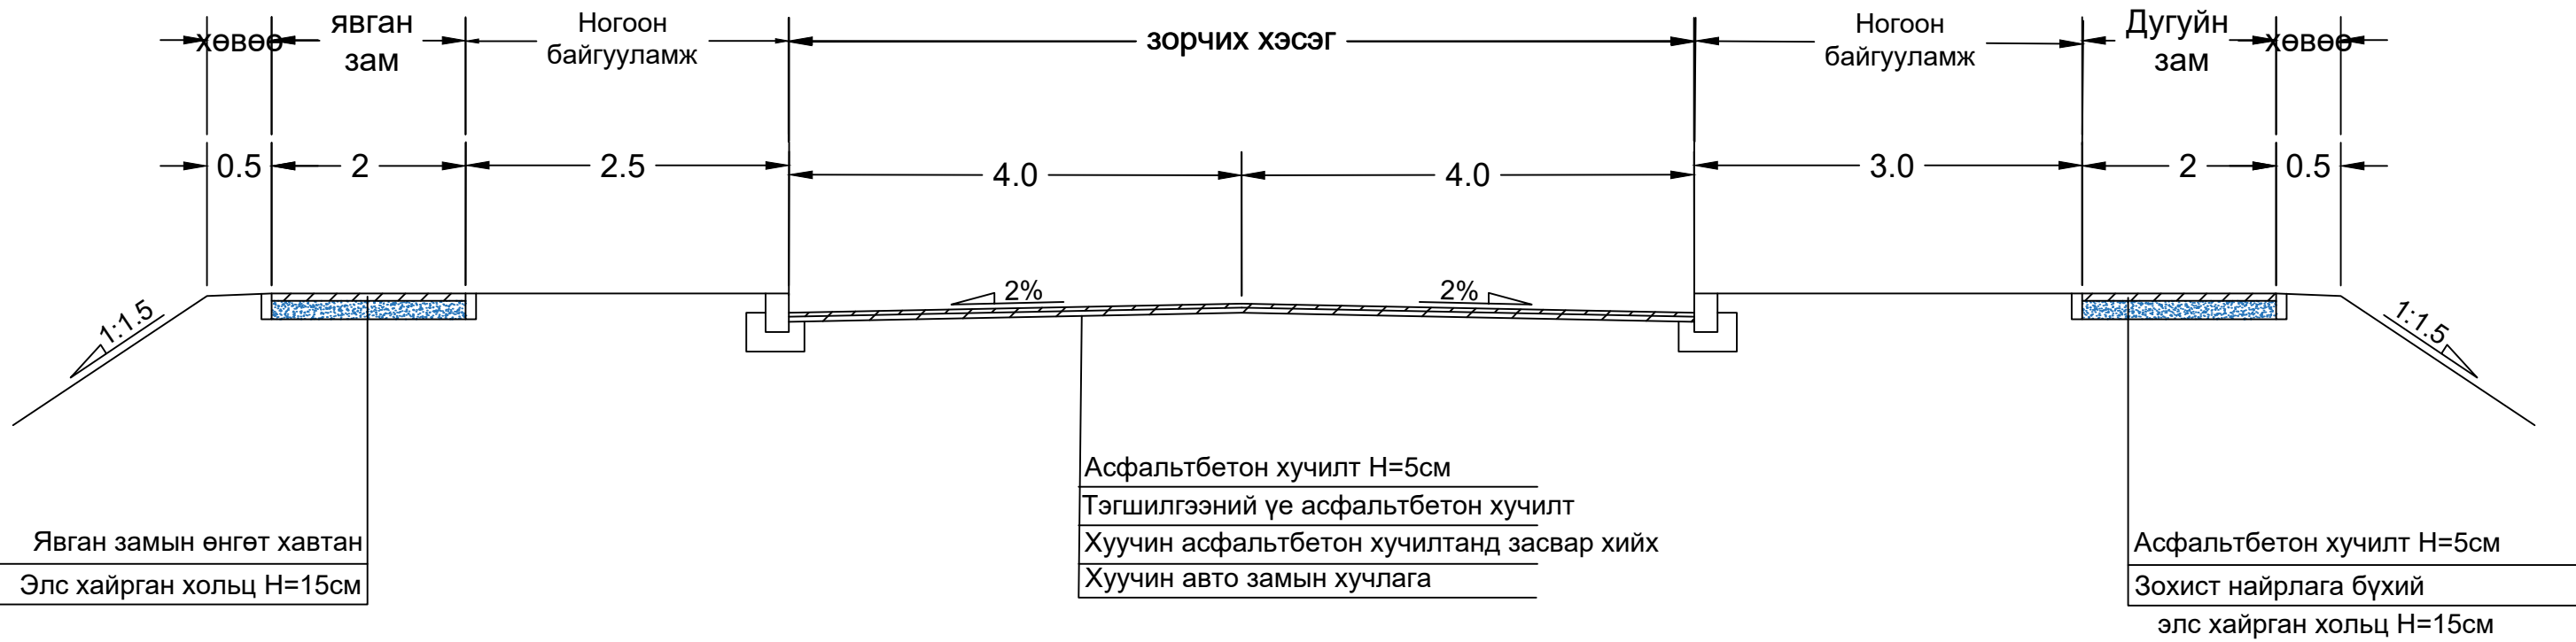 хөвөө
явган
зам
Ногоон
байгууламж
зорчих хэсэг
Ногоон
байгууламж
Дугуйн
зам
хөвөө
0.5
2
2.5
4.0
4.0
3.0
2
0.5
1:1.5
2%
2%
1:1.5
Явган замын өнгөт хавтан
Элс хайрган хольц H=15см
Асфальтбетон хучилт H=5см
Тэгшилгээний үе асфальтбетон хучилт
Хуучин асфальтбетон хучилтанд засвар хийх
Хуучин авто замын хучлага
Асфальтбетон хучилт H=5см
Зохист найрлага бүхий
элс хайрган хольц H=15см